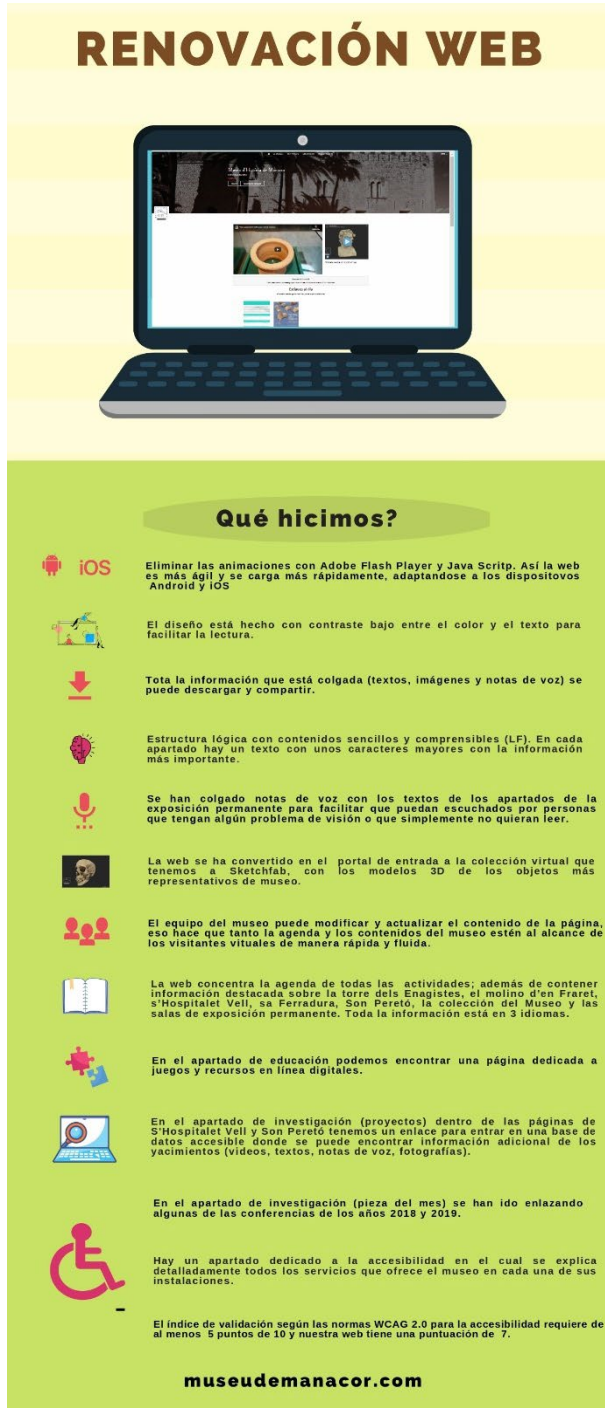 RENOVACIÓN WEB
Qué hicimos?
iOS
Eliminar las animaciones con Adobe Flash Player y Java Scritp. Así la web
es más ágil y se carga más rápidamente, adaptandose a los dispositovos
Android y iOS
El diseño está hecho con contraste bajo entre el color y el texto para
facilitar la lectura.
Tota la información que está colgada (textos, imágenes y notas de voz) se
puede descargar y compartir.
Estructura lógica con contenidos sencillos y comprensibles (LF). En cada
apartado hay un texto con unos caracteres mayores con la información
más importante.
Se han colgado notas de voz con los textos de los apartados de la
exposición permanente para facilitar que puedan escuchados por personas
que tengan algún problema de visión o que simplemente no quieran leer.
La web se ha convertido en el portal de entrada a la colección virtual que
tenemos a Sketchfab, con los modelos 3D de los objetos más
representativos de museo.
El equipo del museo puede modificar y actualizar el contenido de la página,
eso hace que tanto la agenda y los contenidos del museo estén al alcance de
los visitantes vituales de manera rápida y fluida.
La web concentra la agenda de todas las actividades; además de contener
información destacada sobre la torre dels Enagistes, el molino d'en Fraret,
s'Hospitalet Vell, sa Ferradura, Son Peretó, la colección del Museo y las
salas de exposición permanente. Toda la información está en 3 idiomas.
En el apartado de educación podemos encontrar una página dedicada a
juegos y recursos en línea digitales.
En el apartado de investigación (proyectos) dentro de las páginas de
S'Hospitalet Vell y Son Peretó tenemos un enlace para entrar en una base de
datos accesible donde se puede encontrar información adicional de los
yacimientos (videos, textos, notas de voz, fotografías).
En el apartado de investigación (pieza del mes) se han ido enlazando
algunas de las conferencias de los años 2018 y 2019.
Hay un apartado dedicado a la accesibilidad en el cual se explica
detalladamente todos los servicios que ofrece el museo en cada una de sus
instalaciones.
El índice de validación según las normas WCAG 2.0 para la accesibilidad requiere de
al menos 5 puntos de 10 y nuestra web tiene una puntuación de 7.
museudemanacor.com